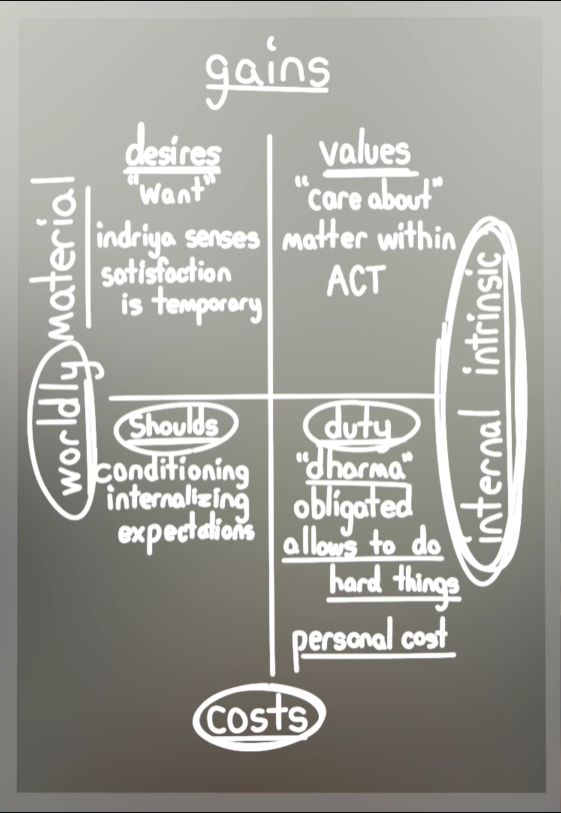 gains
desires
"want"
indriya senses
satisfaction
is temporary
values
"care about"
matter within
ACT
worldly material
internal intrinsic
Shoulds
conditioning
internalizing
expectations
duty
"dharma"
obligated
allows to do
hard things
personal cost
costs